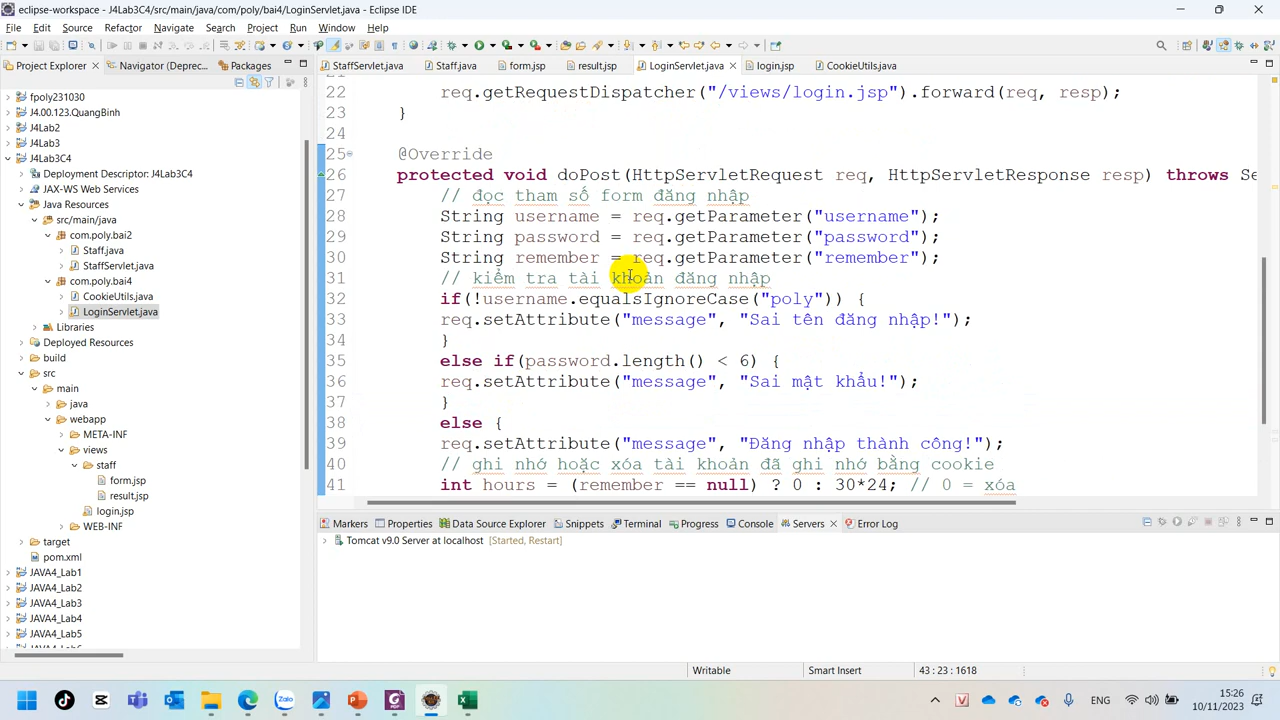 eclipse-workspace - J4Lab3C4/src/main/java/com/poly/bai4/LoginServlet.java - Eclipse IDE
File Edit Source Refactor Navigate Search Project Run Window Help
Project Explorer Navigator (Deprec... Packages
StaffServlet.java Staff.java form.jsp result.jsp LoginServlet.java login.jsp CookieUtils.java
fpoly231030
J4.00.123.QuangBinh
J4Lab2
J4Lab3
J4Lab3C4
Deployment Descriptor: J4Lab3C4
JAX-WS Web Services
Java Resources
src/main/java
com.poly.bai2
Staff.java
StaffServlet.java
com.poly.bai4
CookieUtils.java
LoginServlet.java
Libraries
Deployed Resources
build
src
main
java
webapp
META-INF
views
staff
form.jsp
result.jsp
login.jsp
WEB-INF
target
pom.xml
JAVA4_Lab1
JAVA4_Lab2
JAVA4_Lab3
JAVA4_Lab4
JAVA4_Lab5
22 req.getRequestDispatcher("/views/login.jsp").forward(req, resp);
23 }
24
25 @Override
26 protected void doPost(HttpServletRequest req, HttpServletResponse resp) throws Se
27 // đọc tham số form đăng nhập
28 String username = req.getParameter("username");
29 String password = req.getParameter("password");
30 String remember = req.getParameter("remember");
31 // kiểm tra tài khoản đăng nhập
32 if(!username.equalsIgnoreCase("poly")) {
33 req.setAttribute("message", "Sai tên đăng nhập!");
34 }
35 else if(password.length() < 6) {
36 req.setAttribute("message", "Sai mật khẩu!");
37 }
38 else {
39 req.setAttribute("message", "Đăng nhập thành công!");
40 // ghi nhớ hoặc xóa tài khoản đã ghi nhớ bằng cookie
41 int hours = (remember == null) ? 0 : 30*24; // 0 = xóa
Markers Properties Data Source Explorer Snippets Terminal Progress Console Servers Error Log
Tomcat v9.0 Server at localhost [Started, Restart]
Writable Smart Insert 43 : 23 : 1618
Zalo ENG 15:26
10/11/2023